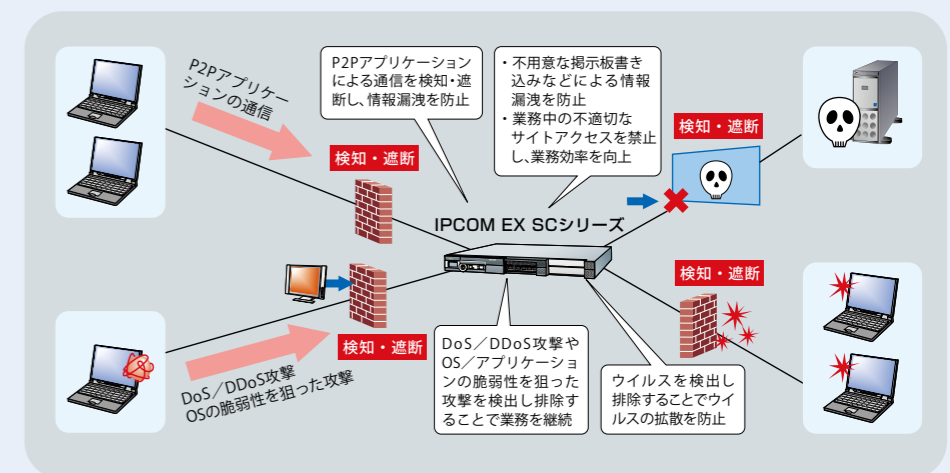 P2Pアプリケー
ションの通信
検知・遮断
P2Pアプリケーション
による通信を検知・遮
断し、情報漏洩を防止
・不用意な掲示板書き
込みなどによる情報
漏洩を防止
・業務中の不適切な
サイトアクセスを禁止
し、業務効率を向上
検知・遮断
IPCOM EX SCシリーズ
検知・遮断
検知・遮断
DoS／DDoS攻撃
OSの脆弱性を狙った攻撃
DoS／DDoS攻撃や
OS／アプリケーショ
ンの脆弱性を狙った
攻撃を検出し排除す
ることで業務を継続
ウイルスを検出し
排除することでウイ
ルスの拡散を防止